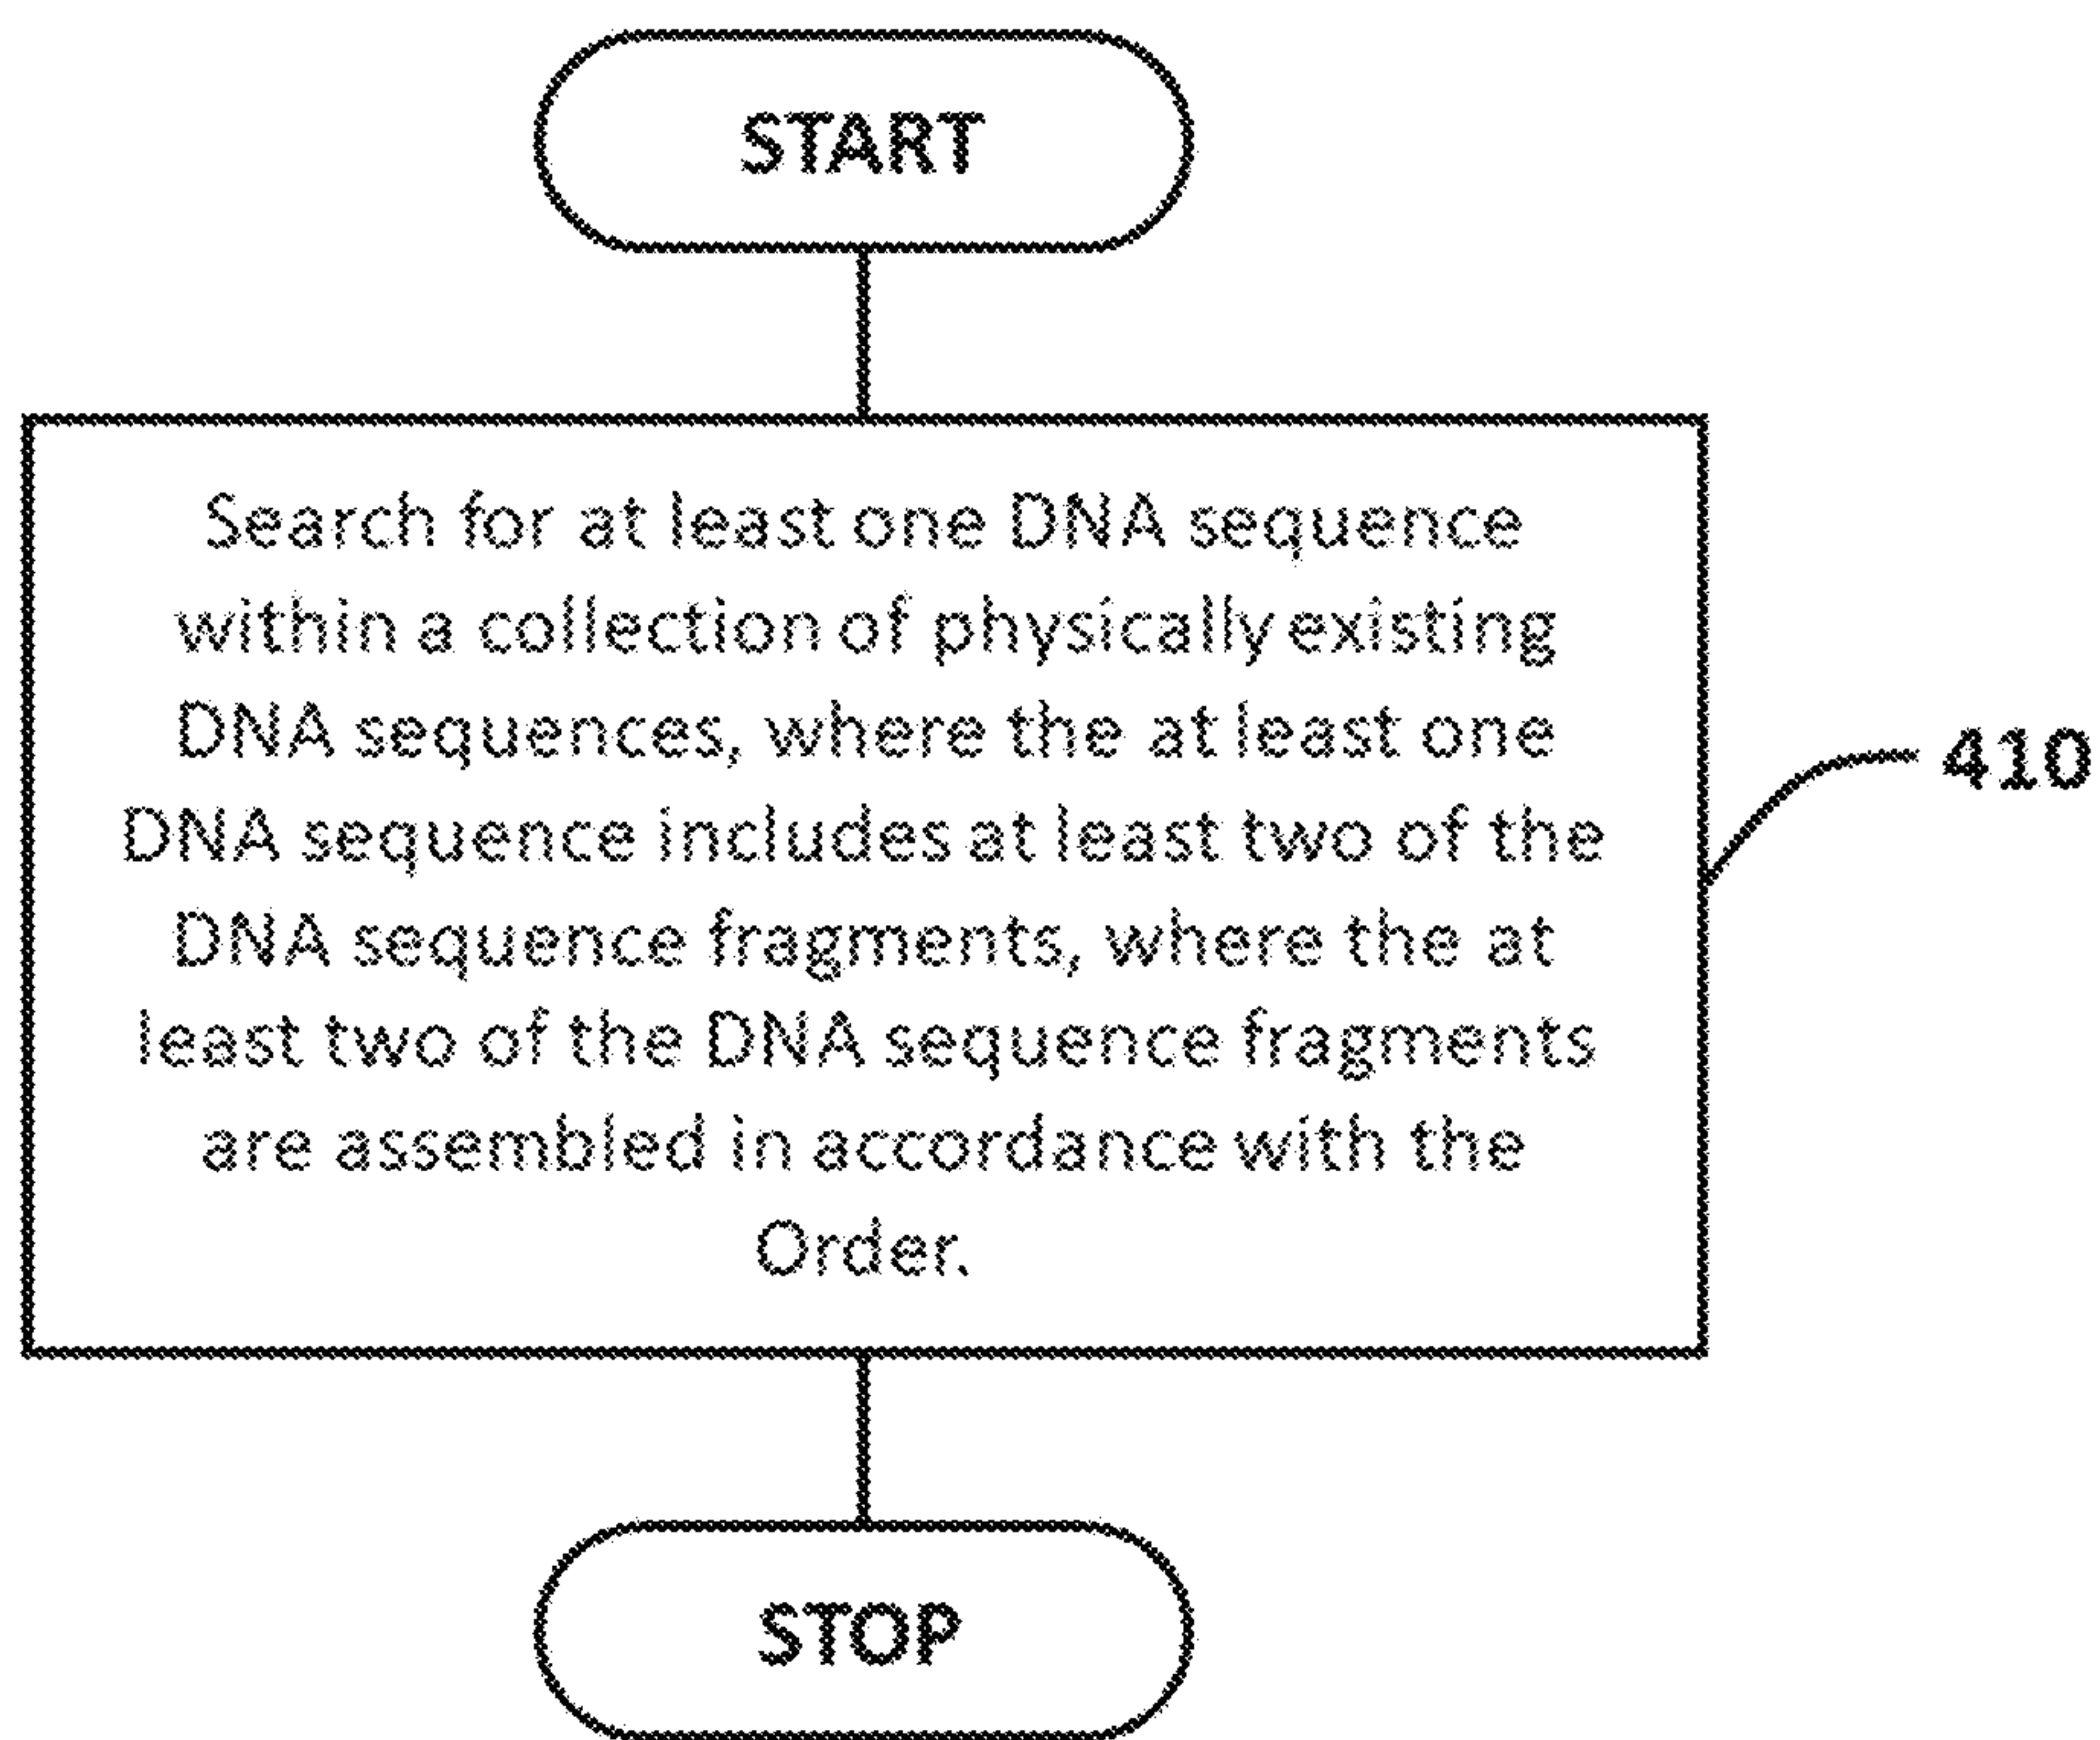 START
Search for at least one DNA sequence
within a collection of physically existing
DNA sequences, where the at least one
DNA sequence includes at least two of the
DNA sequence fragments, where the at
least two of the DNA sequence fragments
are assembled in accordance with the
Order.
410
STOP